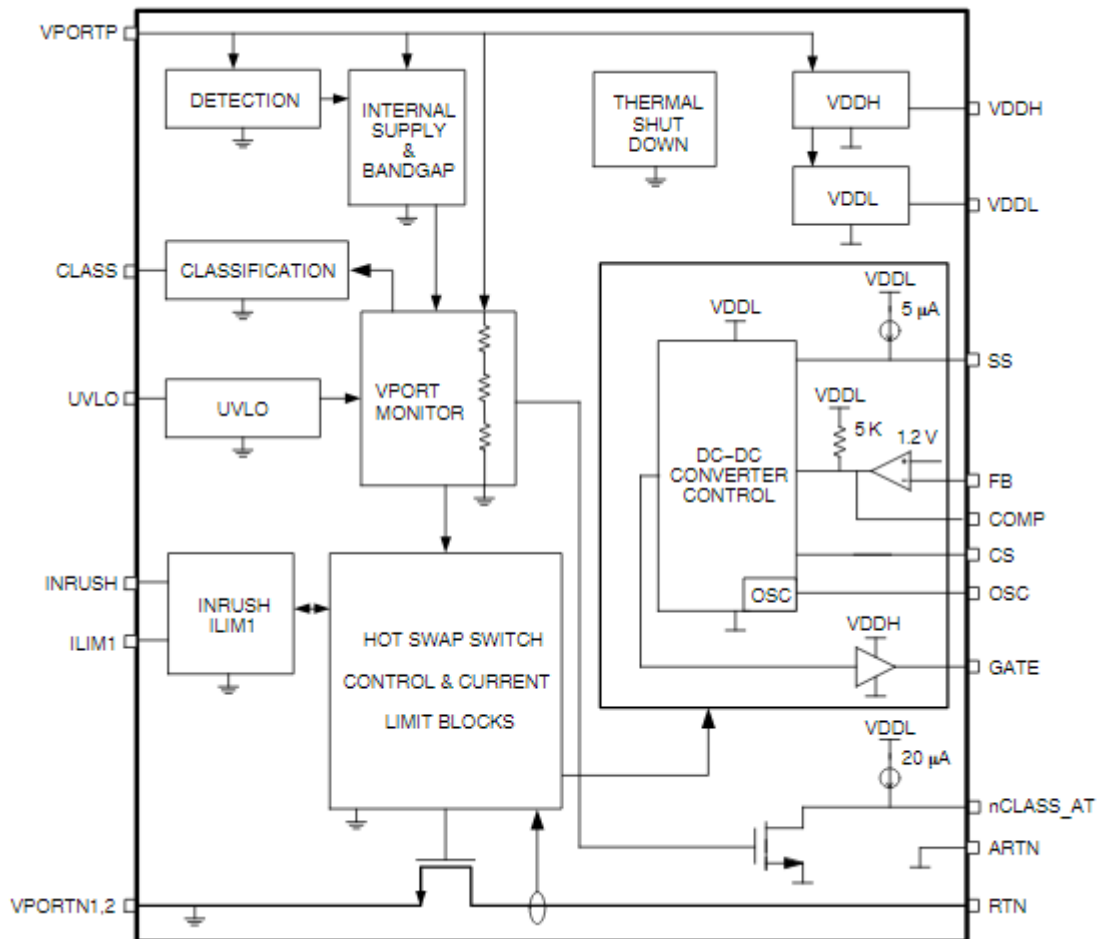 VPORTP
DETECTION
INTERNAL
SUPPLY
&
BANDGAP
THERMAL
SHUT
DOWN
VDDH
VDDH
VDDL
VDDL
CLASS
CLASSIFICATION
VDDL
5 µA
VDDL
SS
UVLO
UVLO
VPORT
MONITOR
VDDL
5 K
1.2 V
DC–DC
CONVERTER
CONTROL
FB
COMP
CS
OSC
OSC
INRUSH
ILIM1
INRUSH
ILIM1
HOT SWAP SWITCH
CONTROL & CURRENT
LIMIT BLOCKS
VDDH
GATE
VDDL
20 µA
nCLASS_AT
ARTN
VPORTN1,2
RTN